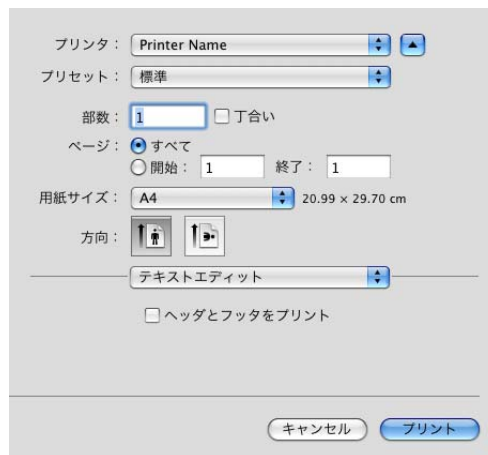 プリンタ： Printer Name
プリセット： 標準
部数： 1 丁合い
ページ： すべて
開始： 1 終了： 1
用紙サイズ： A4 20.99 × 29.70 cm
方向：
テキストエディット
ヘッダとフッタをプリント
キャンセル プリント